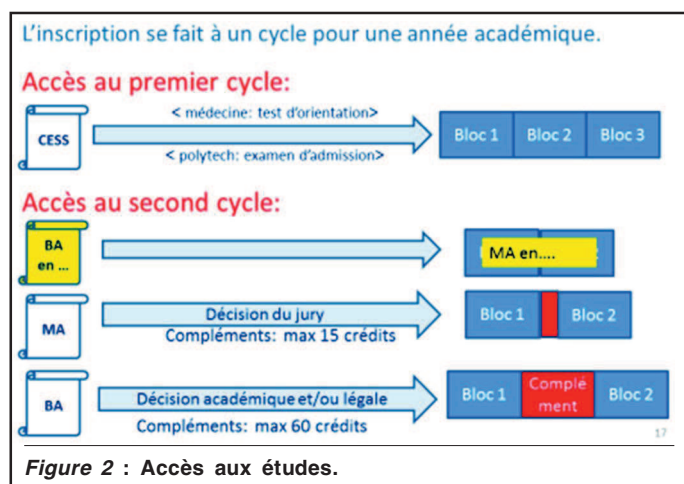 L'inscription se fait à un cycle pour une année académique.
Accès au premier cycle:
< médecine: test d'orientation>
CESS
Bloc 1 Bloc 2 Bloc 3
< polytech: examen d'admission>
Accès au second cycle:
BA
en ...
MA en....
MA
Décision du jury
Compléments: max 15 crédits
Bloc 1 Bloc 2
BA
Décision académique et/ou légale
Compléments: max 60 crédits
Bloc 1 Complé
ment Bloc 2
17
Figure 2 : Accès aux études.